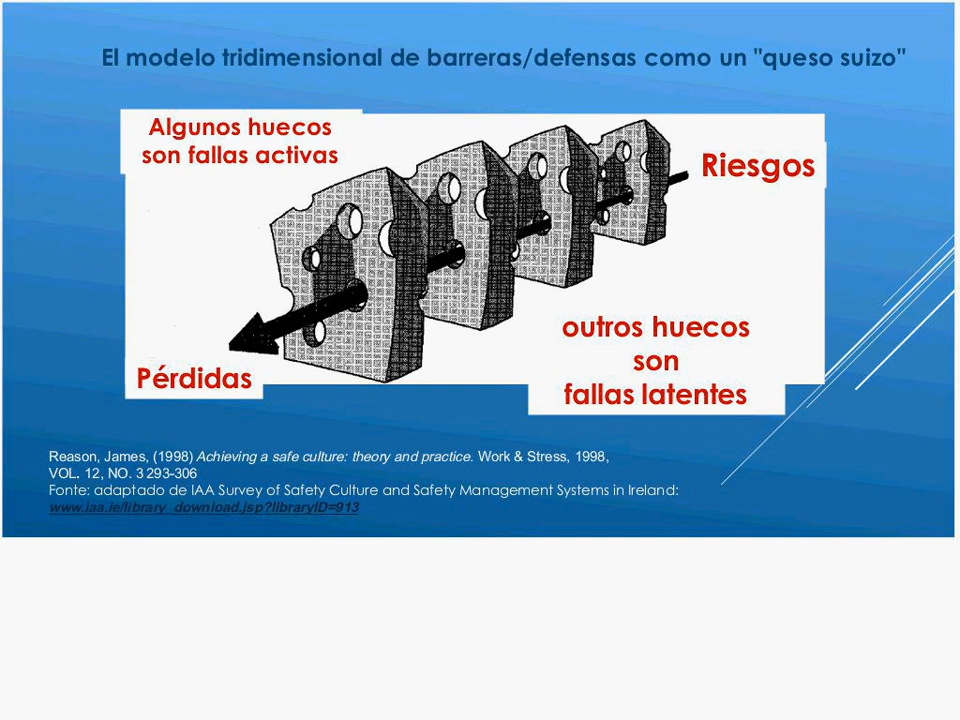 El modelo tridimensional de barreras/defensas como un "queso suizo"
Algunos huecos
son fallas activas
Riesgos
outros huecos
son
fallas latentes
Pérdidas
Reason, James, (1998) Achieving a safe culture: theory and practice. Work & Stress, 1998,
VOL. 12, NO. 3 293-306
Fonte: adaptado de IAA Survey of Safety Culture and Safety Management Systems in Ireland:
www.iaa.ie/library_download.jsp?libraryID=913